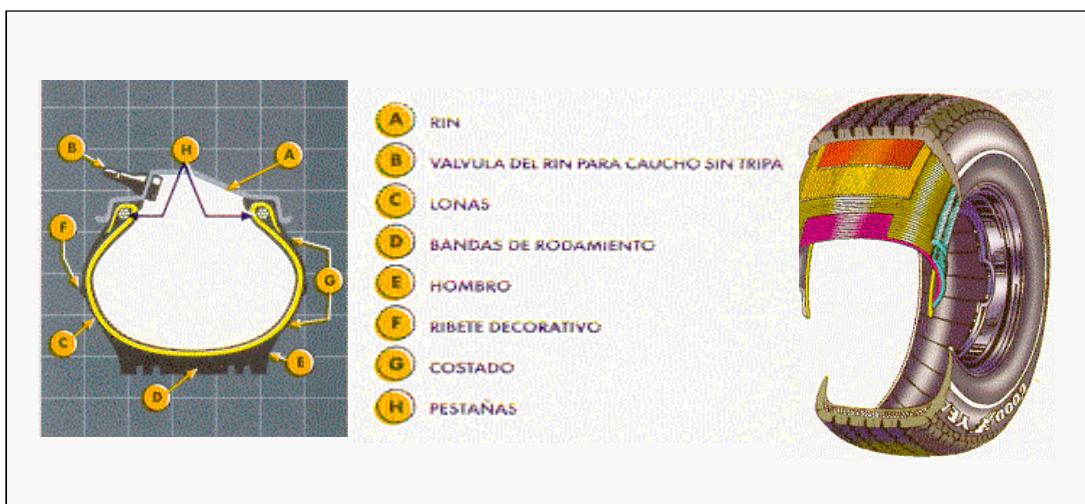 A RIN
B VALVULA DEL RIN PARA CAUCHO SIN TRIPA
C LONAS
D BANDAS DE RODAMIENTO
E HOMBRO
F RIBETE DECORATIVO
G COSTADO
H PESTAÑAS
B
H
A
F
G
C
E
D